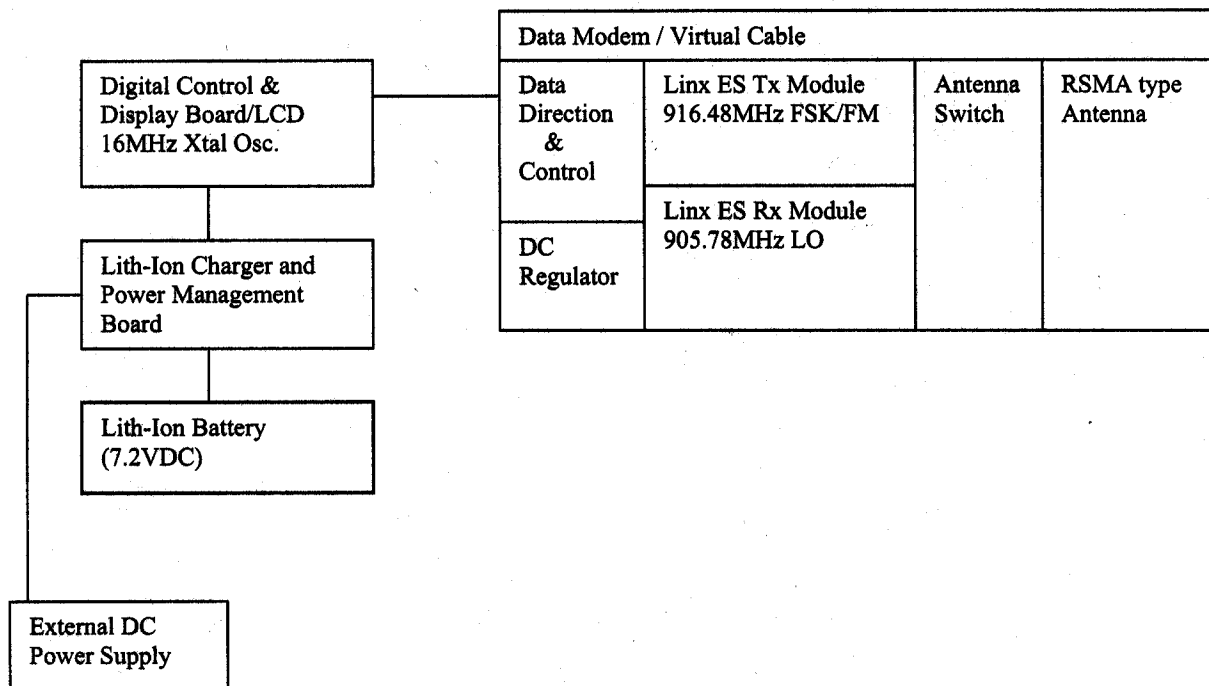 Data Modem / Virtual Cable
Digital Control &
Display Board/LCD
16MHz Xtal Osc.
Data
Direction
&
Control
Linx ES Tx Module
916.48MHz FSK/FM
Antenna
Switch
RSMA type
Antenna
Linx ES Rx Module
905.78MHz LO
DC
Regulator
Lith-Ion Charger and
Power Management
Board
Lith-Ion Battery
(7.2VDC)
External DC
Power Supply